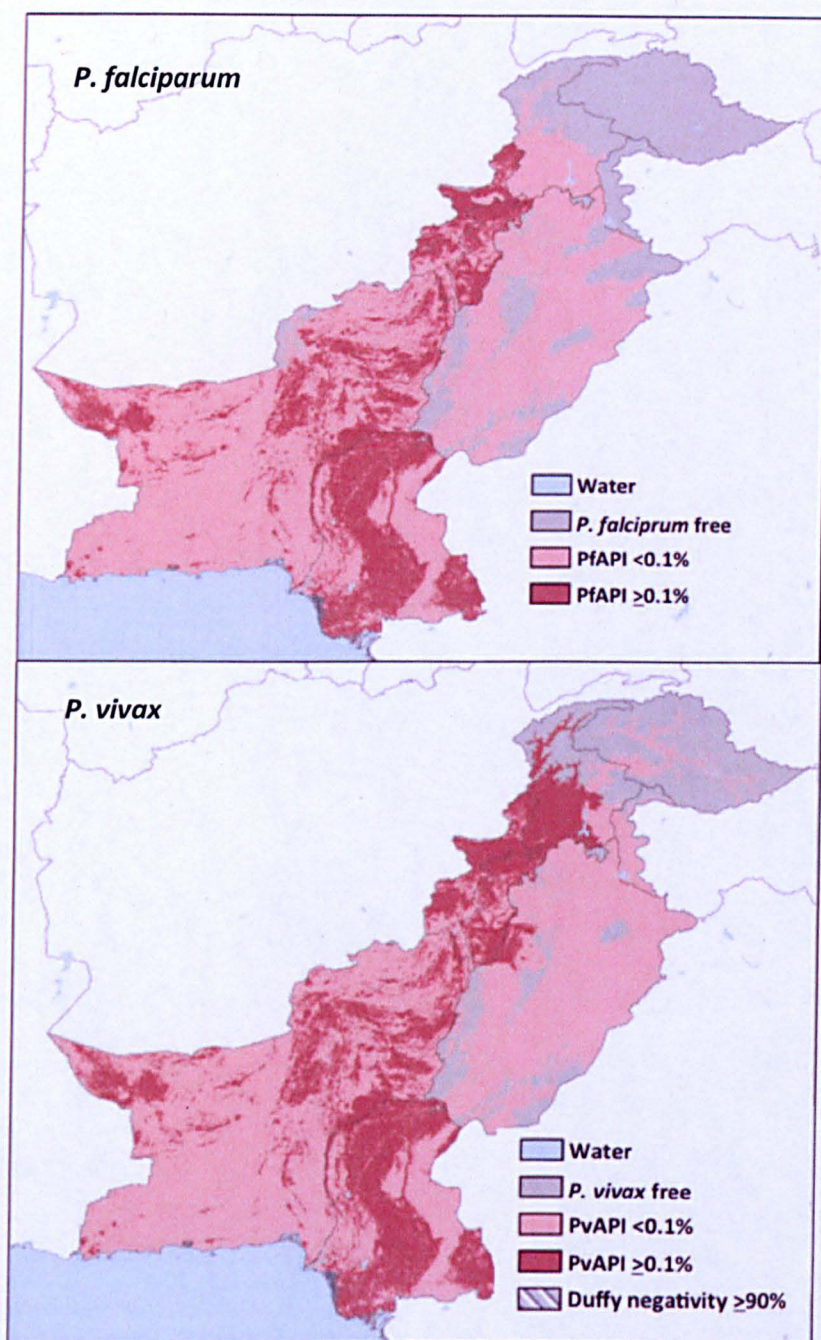 P. falciparum
Water
P. falciprum free
PfAPI <0.1%
PfAPI ≥0.1%
P. vivax
Water
P. vivax free
PvAPI <0.1%
PvAPI ≥0.1%
Duffy negativity ≥90%